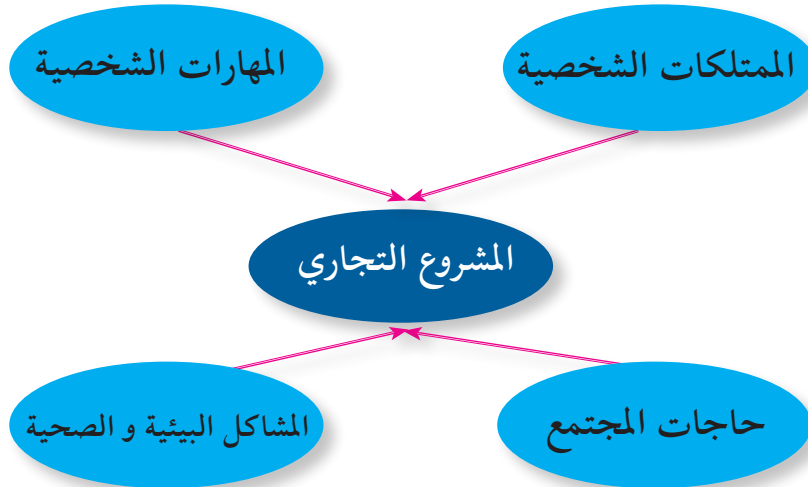 الممتلكات الشخصية
المهارات الشخصية
المشروع التجاري
حاجات المجتمع
المشاكل البيئية و الصحية